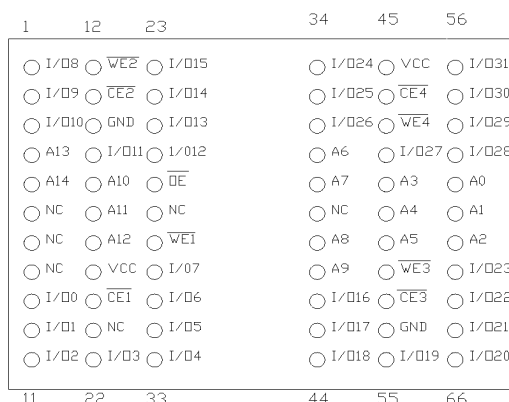 1 12 23 34 45 56
I/O8 WE2 I/O15 I/O24 VCC I/O31
I/O9 CE2 I/O14 I/O25 CE4 I/O30
I/O10 GND I/O13 I/O26 WE4 I/O29
A13 I/O11 1/012 A6 I/O27 I/O28
A14 A10 OE A7 A3 A0
NC A11 NC NC A4 A1
NC A12 WE1 A8 A5 A2
NC VCC I/O7 A9 WE3 I/O23
I/O0 CE1 I/O6 I/O16 CE3 I/O22
I/O1 NC I/O5 I/O17 GND I/O21
I/O2 I/O3 I/O4 I/O18 I/O19 I/O20
11 22 33 44 55 66